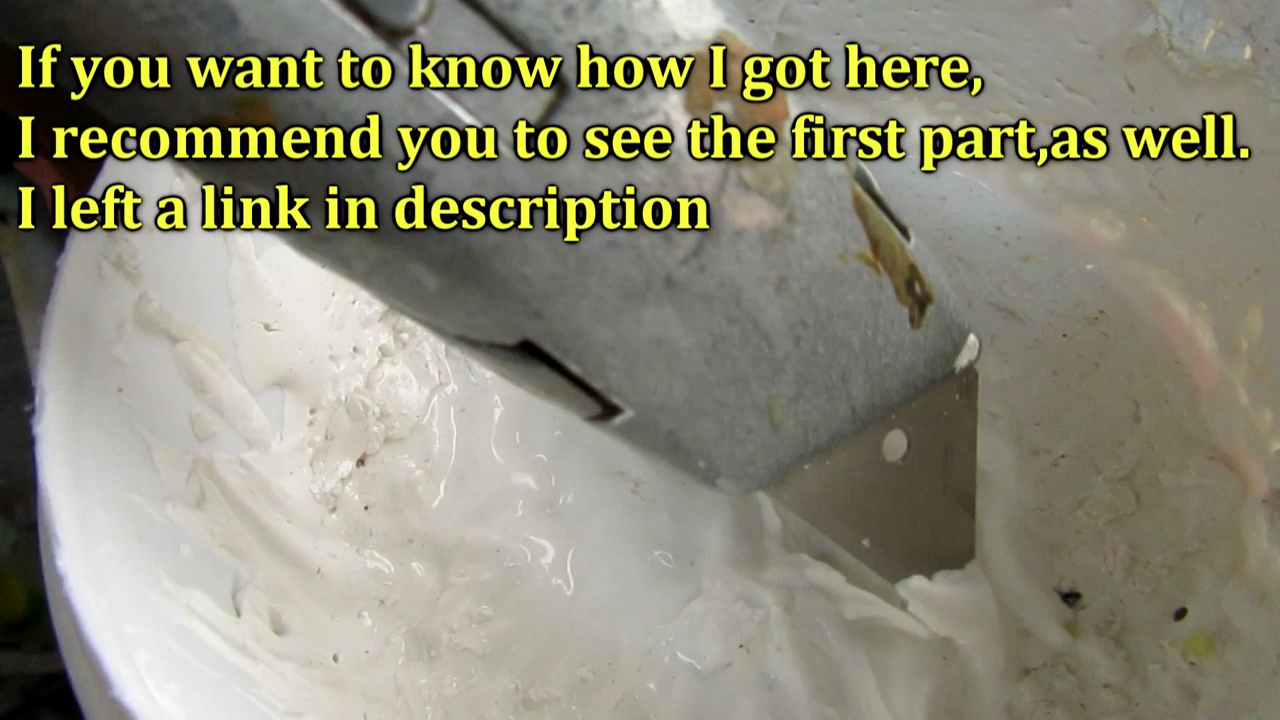 If you want to know how I got here,
I recommend you to see the first part,as well.
I left a link in description